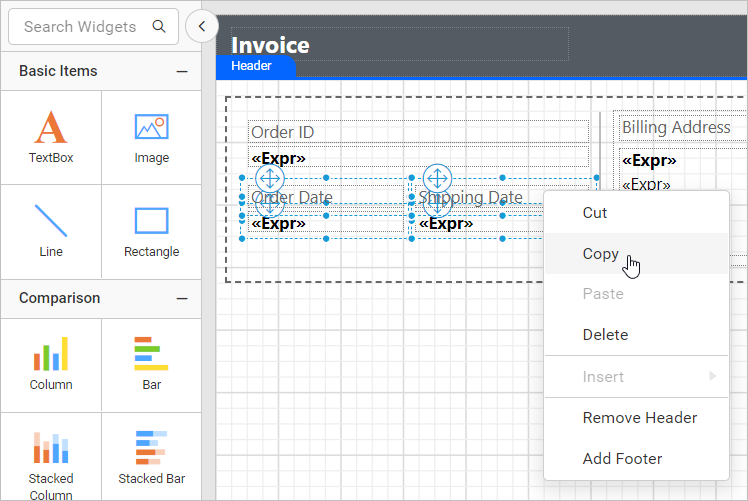 Search Widgets
Basic Items
TextBox
Image
Line
Rectangle
Comparison
Column
Bar
Stacked
Column
Stacked Bar
Invoice
Header
Order ID
«Expr»
Order Date
Shipping Date
«Expr»
«Expr»
Billing Address
«Expr»
«Expr»
Cut
Copy
Paste
Delete
Insert
Remove Header
Add Footer